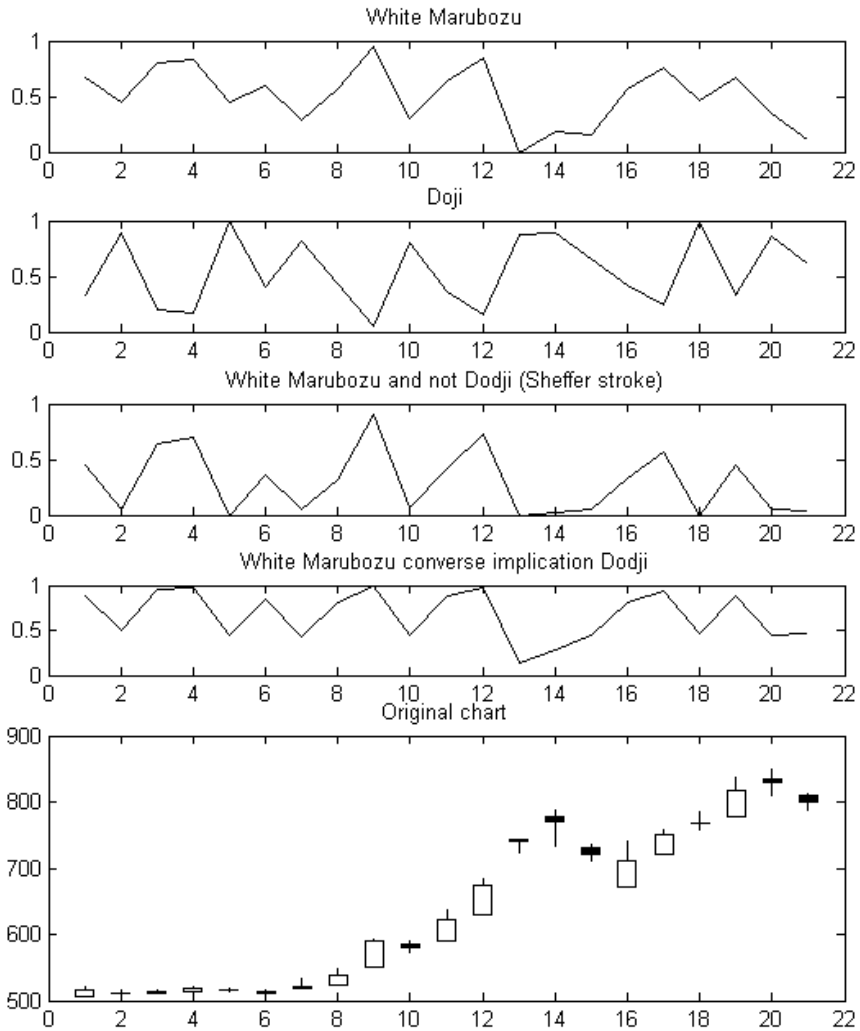 White Marubozu
1
0.5
0
0 2 4 6 8 10 12 14 16 18 20 22
Doji
1
0.5
0
0 2 4 6 8 10 12 14 16 18 20 22
White Marubozu and not Dodji (Sheffer stroke)
1
0.5
0
0 2 4 6 8 10 12 14 16 18 20 22
White Marubozu converse implication Dodji
1
0.5
0
0 2 4 6 8 10 12 14 16 18 20 22
Original chart
900
800
700
600
500
0 2 4 6 8 10 12 14 16 18 20 22